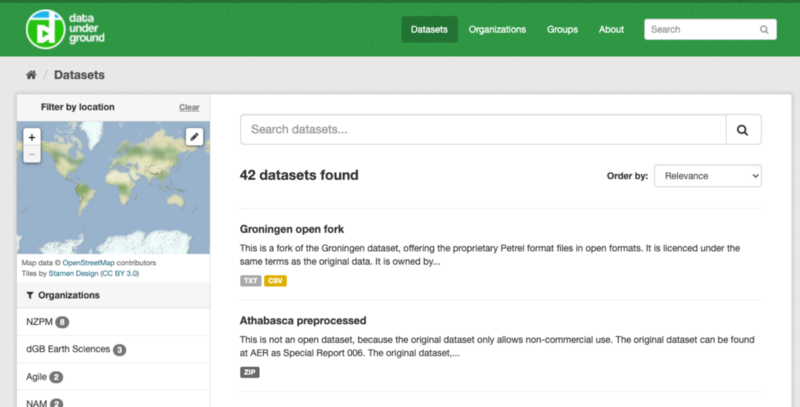 data
under
ground
Datasets
Organizations
Groups
About
Search
/ Datasets
Filter by location
Clear
+
−
Map data © OpenStreetMap contributors
Tiles by Stamen Design (CC BY 3.0)
Organizations
NZPM 8
dGB Earth Sciences 3
Agile 2
NAM 2
Search datasets...
42 datasets found
Order by: Relevance
Groningen open fork
This is a fork of the Groningen dataset, offering the proprietary Petrel format files in open formats. It is licenced under the
same terms as the original data. It is owned by...
TXT CSV
Athabasca preprocessed
This is not an open dataset, because the original dataset only allows non-commercial use. The original dataset can be found
at AER as Special Report 006. The original dataset,...
ZIP